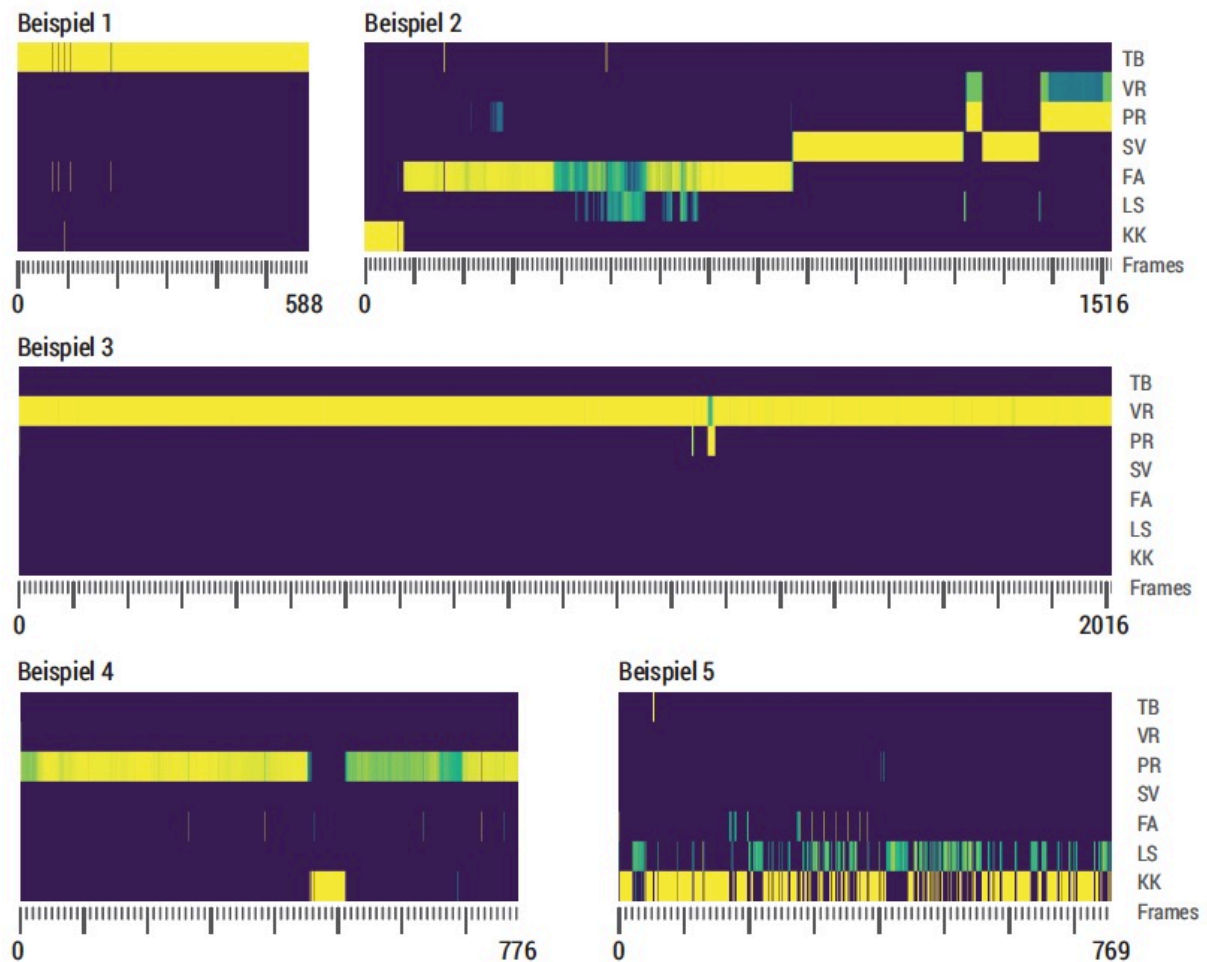 Beispiel 1
Beispiel 2
TB
VR
PR
SV
FA
LS
KK
Frames
0
588
0
1516
Beispiel 3
TB
VR
PR
SV
FA
LS
KK
Frames
0
2016
Beispiel 4
Beispiel 5
TB
VR
PR
SV
FA
LS
KK
Frames
0
776
0
769